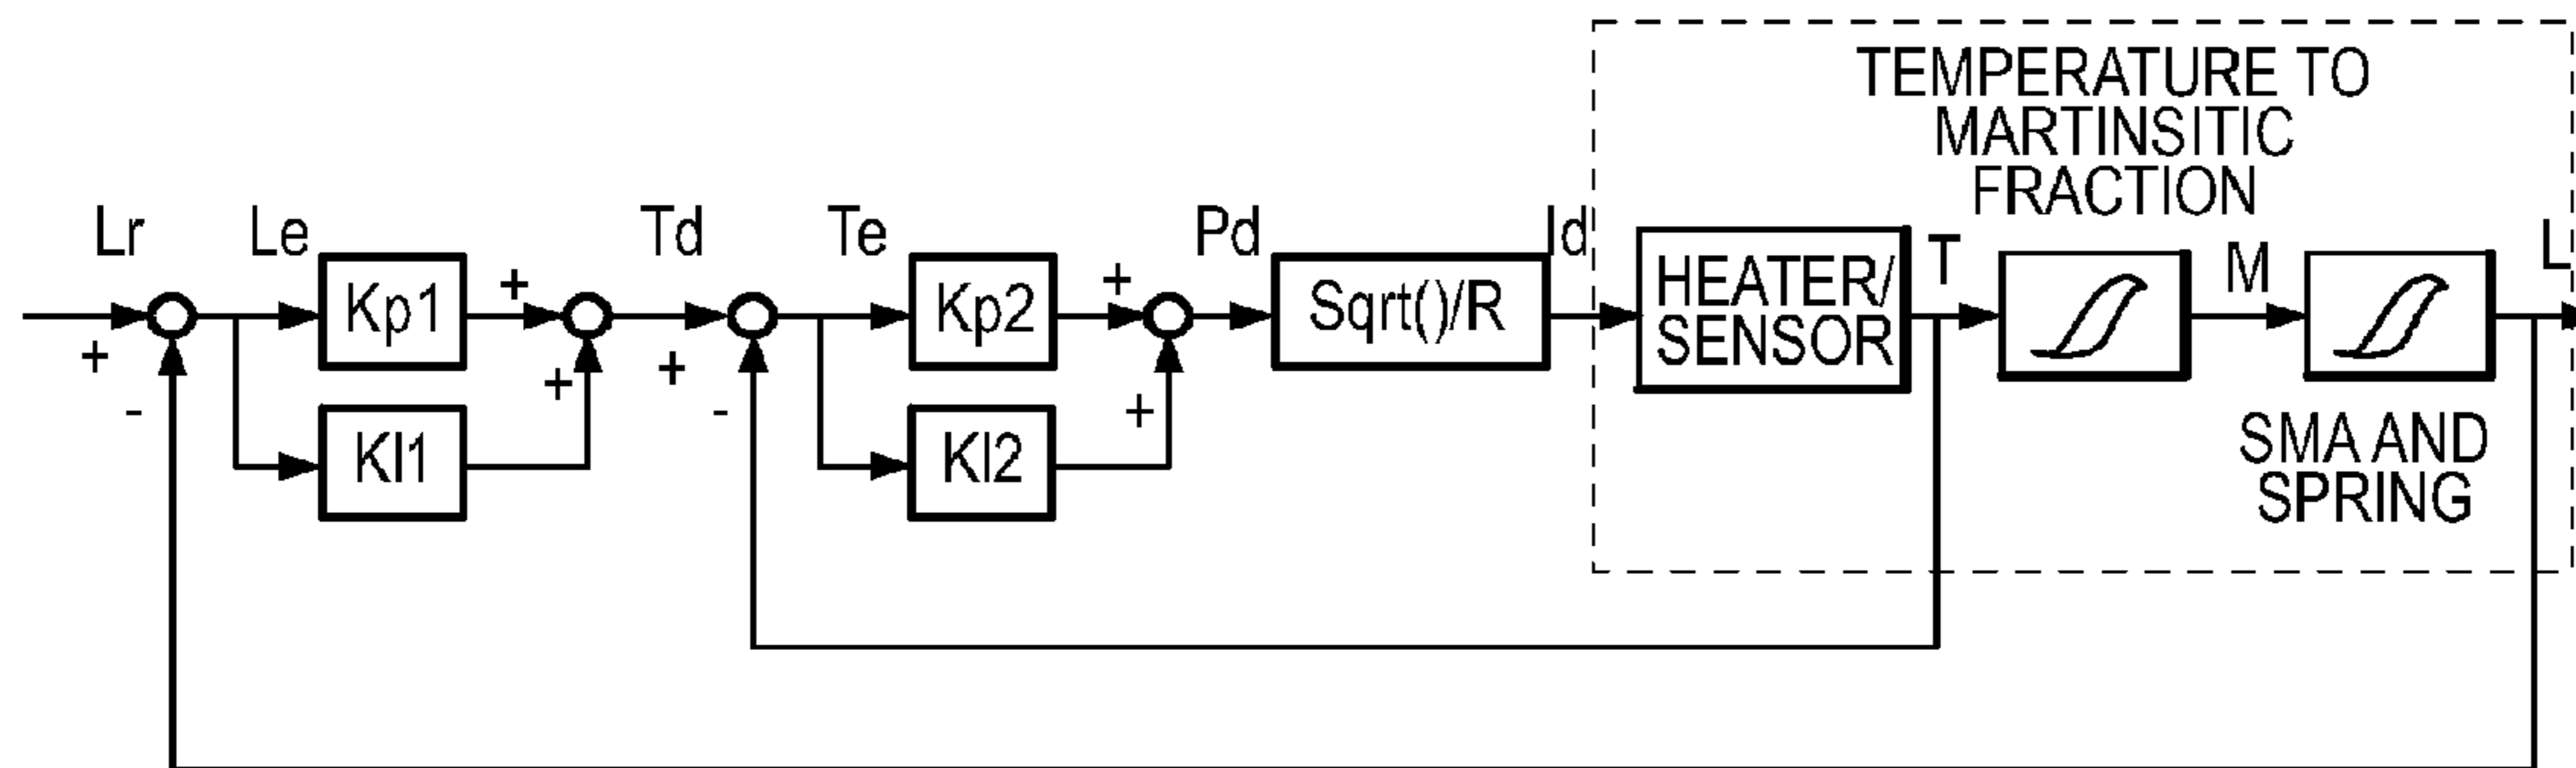 TEMPERATURE TO
MARTINSITIC
FRACTION
Lr
Le
Td
Te
Pd
Id
T
M
L
Kp1
+
Kp2
+
Sqrt()/R
HEATER/
SENSOR
+
-
+
+
-
+
KI1
KI2
SMA AND
SPRING